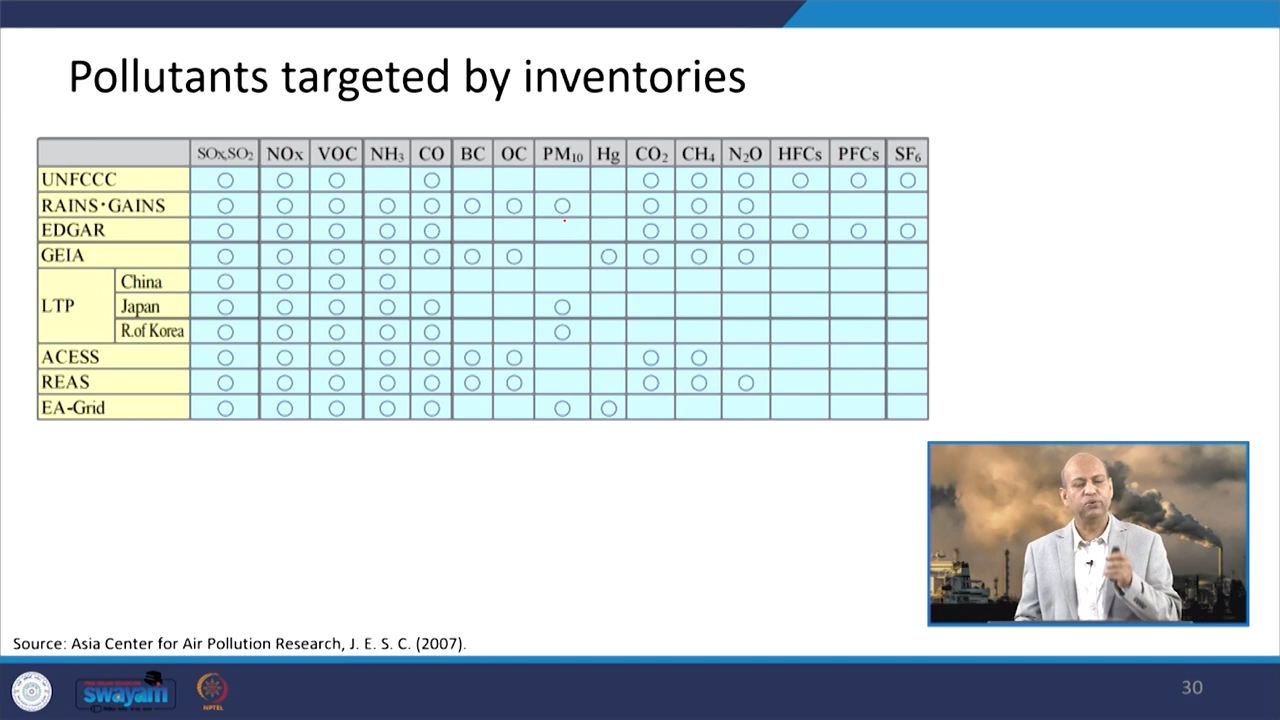 Pollutants targeted by inventories
SOx,SO₂ NOx VOC NH₃ CO BC OC PM₁₀ Hg CO₂ CH₄ N₂O HFCs PFCs SF₆
UNFCCC ○ ○ ○ ○ ○ ○ ○ ○ ○ ○
RAINS・GAINS ○ ○ ○ ○ ○ ○ ○ ○ ○ ○ ○
EDGAR ○ ○ ○ ○ ○ ○ ○ ○ ○ ○ ○
GEIA ○ ○ ○ ○ ○ ○ ○ ○ ○ ○ ○
LTP
China ○ ○ ○ ○
Japan ○ ○ ○ ○ ○ ○
R.of Korea ○ ○ ○ ○ ○ ○
ACESS ○ ○ ○ ○ ○ ○ ○ ○ ○
REAS ○ ○ ○ ○ ○ ○ ○ ○ ○ ○
EA-Grid ○ ○ ○ ○ ○ ○ ○
Source: Asia Center for Air Pollution Research, J. E. S. C. (2007).
swayam
NPTEL
30